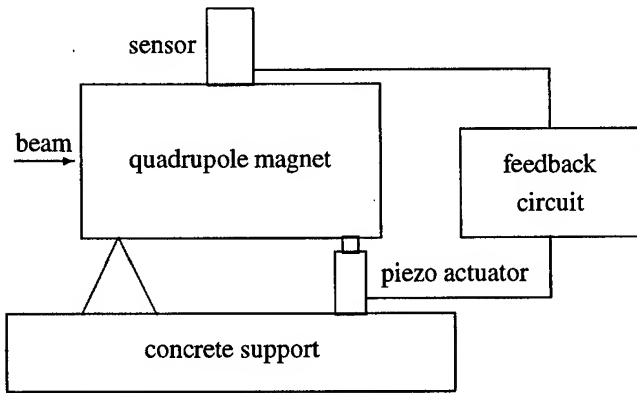 sensor
beam
quadrupole magnet
feedback
circuit
piezo actuator
concrete support